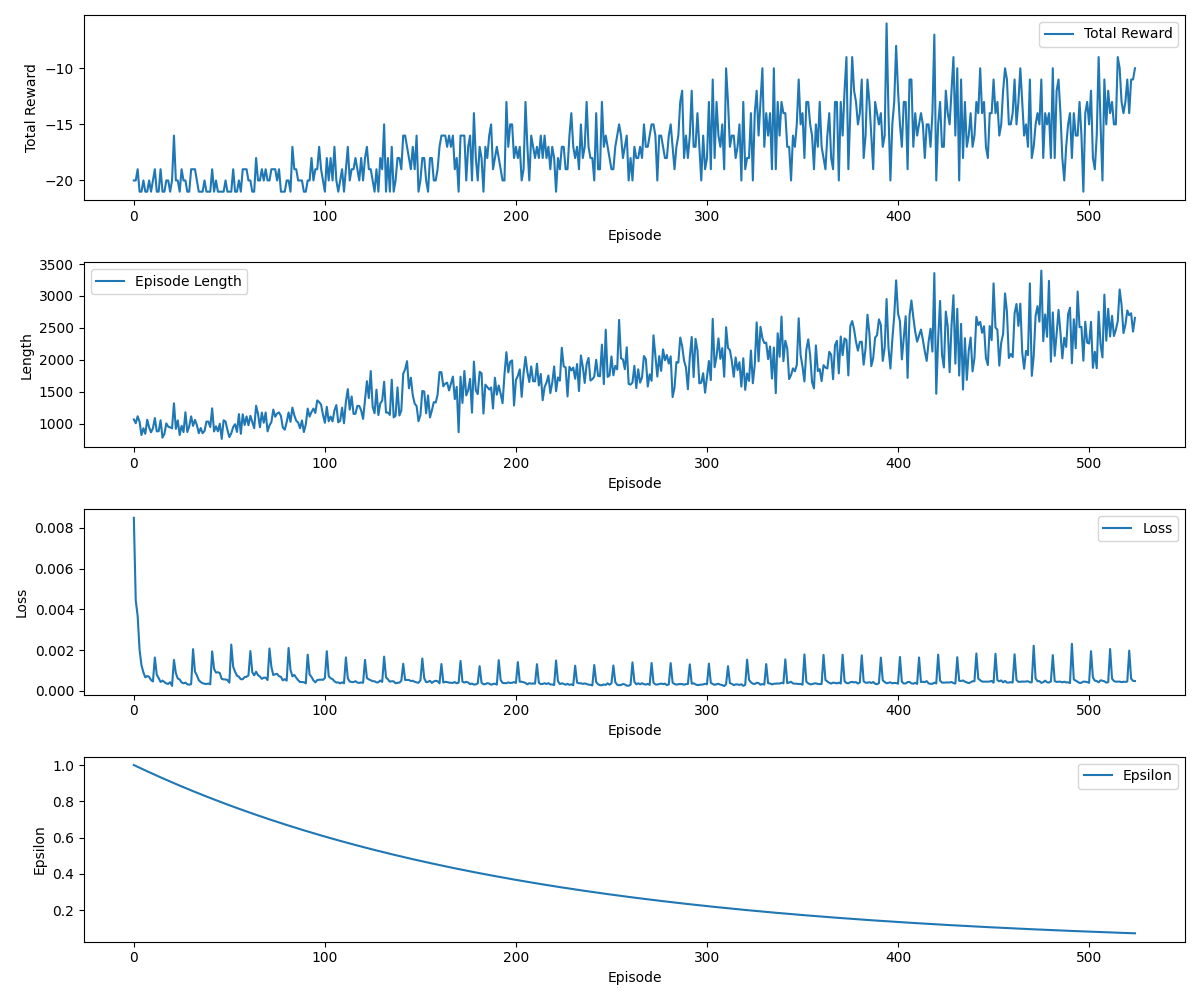 Total Reward
−10
−15
−20
Total Reward
0 100 200 300 400 500
Episode
Length
3500
3000
2500
2000
1500
1000
Episode Length
0 100 200 300 400 500
Episode
Loss
0.008
0.006
0.004
0.002
0.000
Loss
0 100 200 300 400 500
Episode
Epsilon
1.0
0.8
0.6
0.4
0.2
Epsilon
0 100 200 300 400 500
Episode